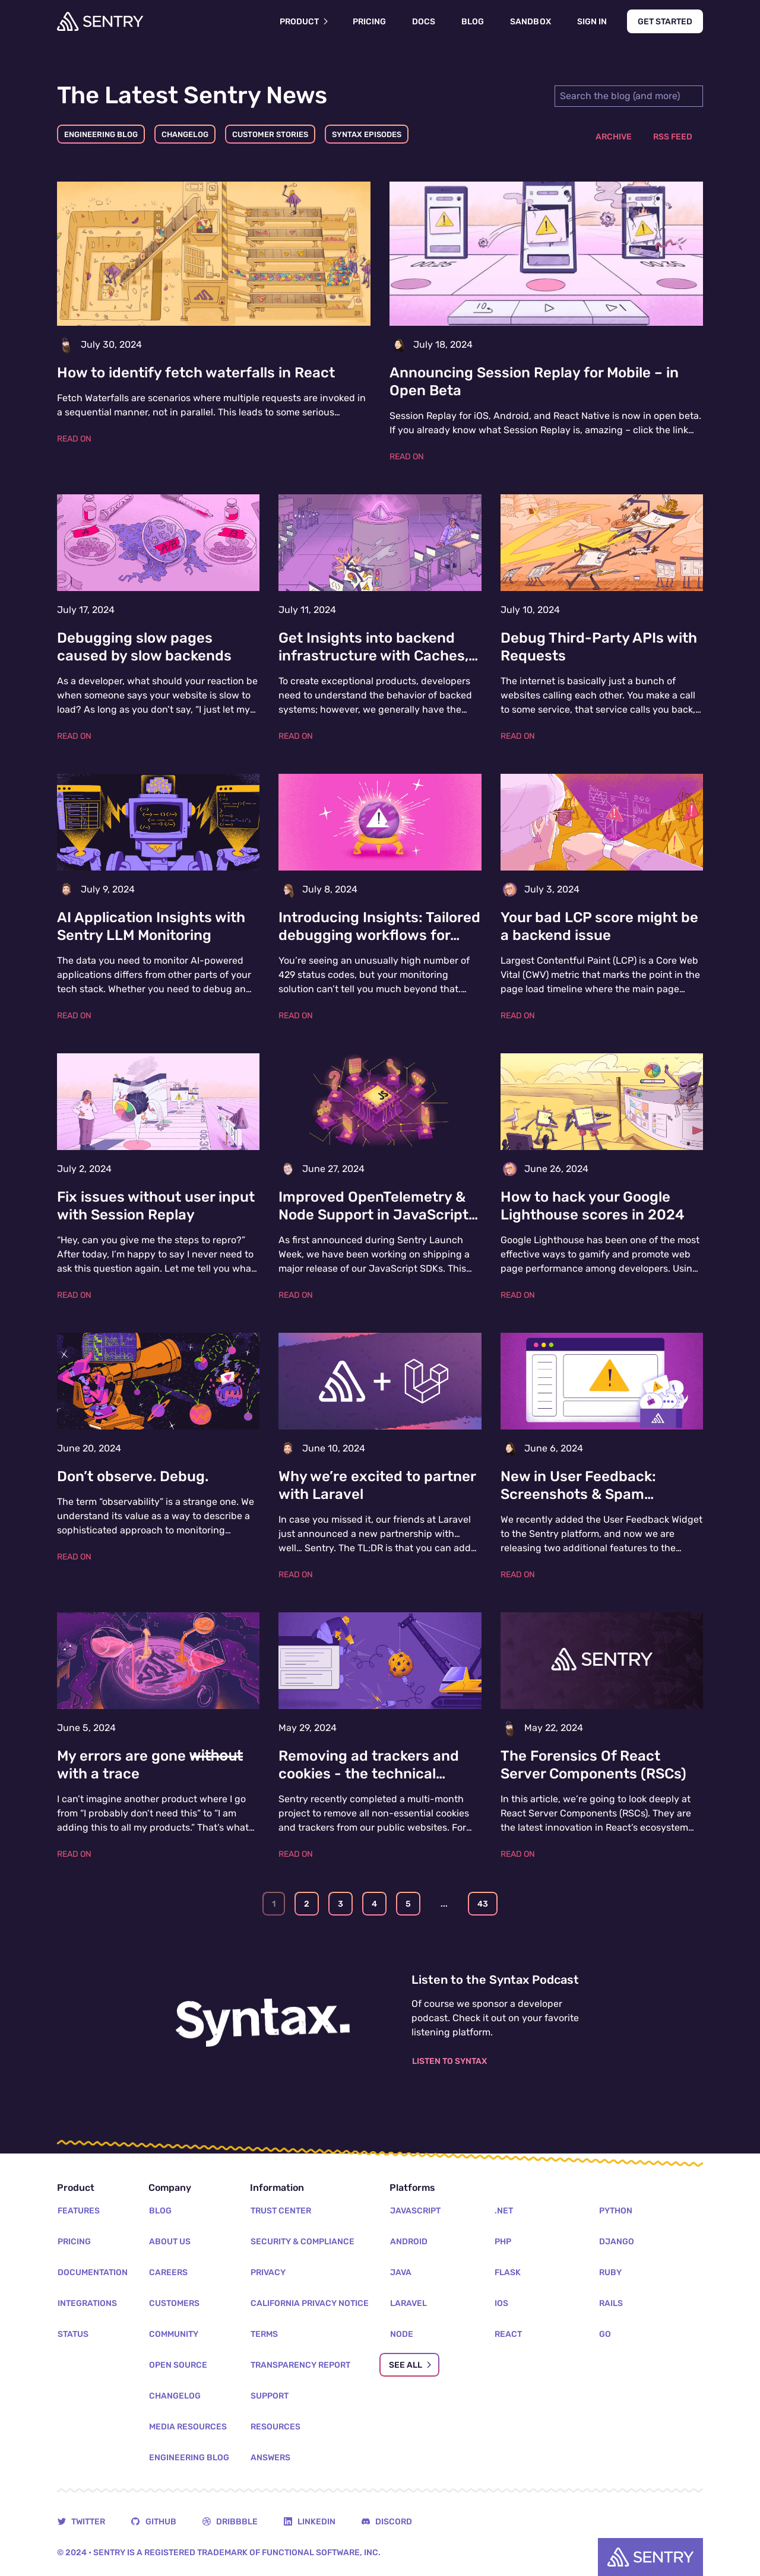 SENTRY
PRODUCT
PRICING
DOCS
BLOG
SANDBOX
SIGN IN
GET STARTED
The Latest Sentry News
Search the blog (and more)
ENGINEERING BLOG
CHANGELOG
CUSTOMER STORIES
SYNTAX EPISODES
ARCHIVE
RSS FEED
July 30, 2024
How to identify fetch waterfalls in React
Fetch Waterfalls are scenarios where multiple requests are invoked in
a sequential manner, not in parallel. This leads to some serious…
READ ON
July 18, 2024
Announcing Session Replay for Mobile – in
Open Beta
Session Replay for iOS, Android, and React Native is now in open beta.
If you already know what Session Replay is, amazing – click the link…
READ ON
July 17, 2024
Debugging slow pages
caused by slow backends
As a developer, what should your reaction be
when someone says your website is slow to
load? As long as you don’t say, “I just let my…
READ ON
July 11, 2024
Get Insights into backend
infrastructure with Caches,…
To create exceptional products, developers
need to understand the behavior of backed
systems; however, we generally have the…
READ ON
July 10, 2024
Debug Third-Party APIs with
Requests
The internet is basically just a bunch of
websites calling each other. You make a call
to some service, that service calls you back,…
READ ON
July 9, 2024
AI Application Insights with
Sentry LLM Monitoring
The data you need to monitor AI-powered
applications differs from other parts of your
tech stack. Whether you need to debug an…
READ ON
July 8, 2024
Introducing Insights: Tailored
debugging workflows for…
You’re seeing an unusually high number of
429 status codes, but your monitoring
solution can’t tell you much beyond that.…
READ ON
July 3, 2024
Your bad LCP score might be
a backend issue
Largest Contentful Paint (LCP) is a Core Web
Vital (CWV) metric that marks the point in the
page load timeline where the main page…
READ ON
July 2, 2024
Fix issues without user input
with Session Replay
“Hey, can you give me the steps to repro?”
After today, I’m happy to say I never need to
ask this question again. Let me tell you wha…
READ ON
June 27, 2024
Improved OpenTelemetry &
Node Support in JavaScript…
As first announced during Sentry Launch
Week, we have been working on shipping a
major release of our JavaScript SDKs. This…
READ ON
June 26, 2024
How to hack your Google
Lighthouse scores in 2024
Google Lighthouse has been one of the most
effective ways to gamify and promote web
page performance among developers. Usin…
READ ON
June 20, 2024
Don’t observe. Debug.
The term “observability” is a strange one. We
understand its value as a way to describe a
sophisticated approach to monitoring…
READ ON
June 10, 2024
Why we’re excited to partner
with Laravel
In case you missed it, our friends at Laravel
just announced a new partnership with…
well… Sentry. The TL;DR is that you can add…
READ ON
June 6, 2024
New in User Feedback:
Screenshots & Spam…
We recently added the User Feedback Widget
to the Sentry platform, and now we are
releasing two additional features to the…
READ ON
June 5, 2024
My errors are gone without
with a trace
I can’t imagine another product where I go
from “I probably don’t need this” to “I am
adding this to all my products.” That’s what…
READ ON
May 29, 2024
Removing ad trackers and
cookies - the technical…
Sentry recently completed a multi-month
project to remove all non-essential cookies
and trackers from our public websites. For…
READ ON
SENTRY
May 22, 2024
The Forensics Of React
Server Components (RSCs)
In this article, we’re going to look deeply at
React Server Components (RSCs). They are
the latest innovation in React’s ecosystem…
READ ON
1
2
3
4
5
...
43
Syntax.
Listen to the Syntax Podcast
Of course we sponsor a developer
podcast. Check it out on your favorite
listening platform.
LISTEN TO SYNTAX
Product
FEATURES
PRICING
DOCUMENTATION
INTEGRATIONS
STATUS
Company
BLOG
ABOUT US
CAREERS
CUSTOMERS
COMMUNITY
OPEN SOURCE
CHANGELOG
MEDIA RESOURCES
ENGINEERING BLOG
Information
TRUST CENTER
SECURITY & COMPLIANCE
PRIVACY
CALIFORNIA PRIVACY NOTICE
TERMS
TRANSPARENCY REPORT
SUPPORT
RESOURCES
ANSWERS
Platforms
JAVASCRIPT
ANDROID
JAVA
LARAVEL
NODE
.NET
PHP
FLASK
IOS
REACT
PYTHON
DJANGO
RUBY
RAILS
GO
SEE ALL
TWITTER
GITHUB
DRIBBBLE
LINKEDIN
DISCORD
© 2024 • SENTRY IS A REGISTERED TRADEMARK OF FUNCTIONAL SOFTWARE, INC.
SENTRY